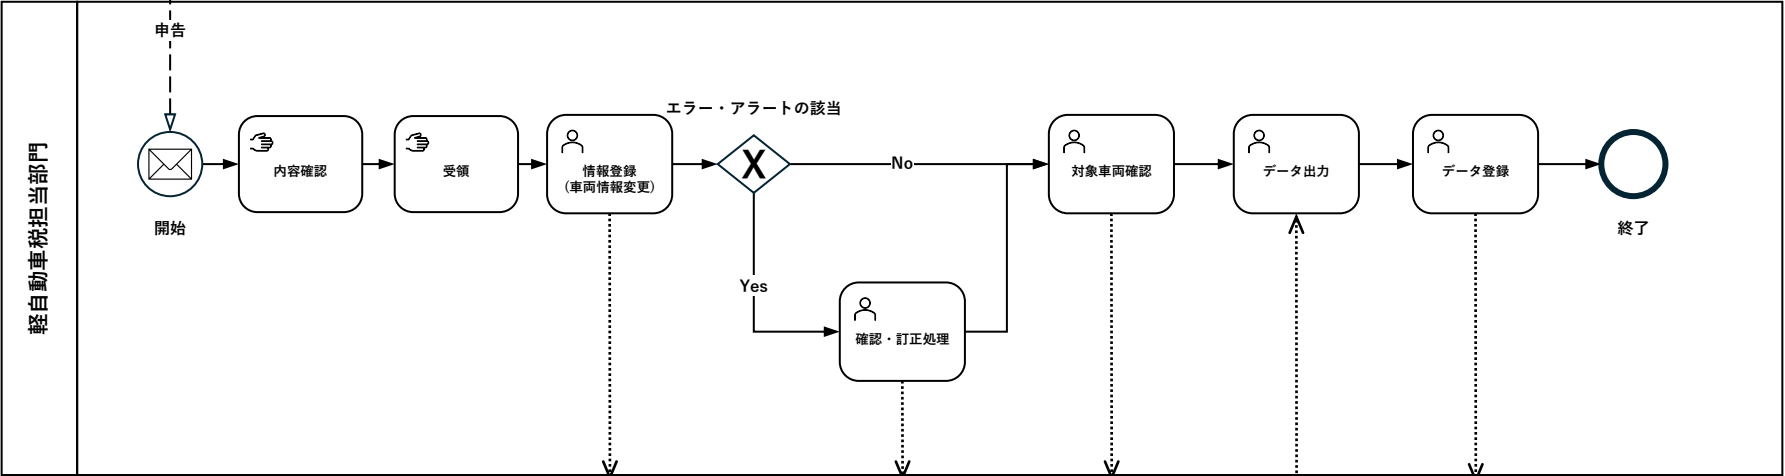 申告
軽自動車税担当部門
開始
内容確認
受領
情報登録
(車両情報変更)
エラー・アラートの該当
X
No
Yes
確認・訂正処理
対象車両確認
データ出力
データ登録
終了